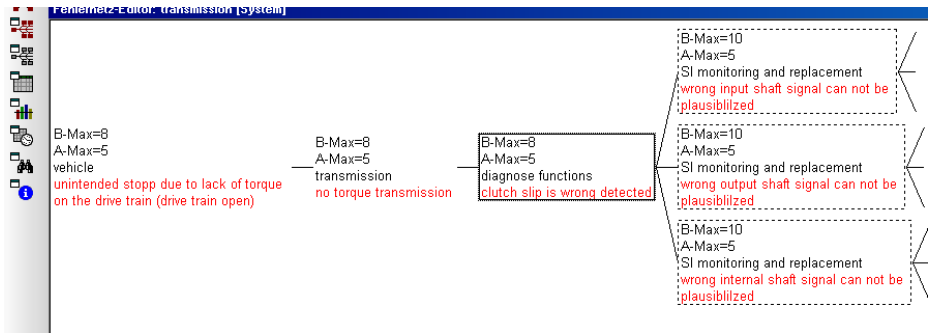 Fehlernetz-Editor: transmission [System]
B-Max=8
A-Max=5
vehicle
unintended stopp due to lack of torque
on the drive train (drive train open)
B-Max=8
A-Max=5
transmission
no torque transmission
B-Max=8
A-Max=5
diagnose functions
clutch slip is wrong detected
B-Max=10
A-Max=5
SI monitoring and replacement
wrong input shaft signal can not be
plausiblilzed
B-Max=10
A-Max=5
SI monitoring and replacement
wrong output shaft signal can not be
plausiblilzed
B-Max=10
A-Max=5
SI monitoring and replacement
wrong internal shaft signal can not be
plausiblilzed